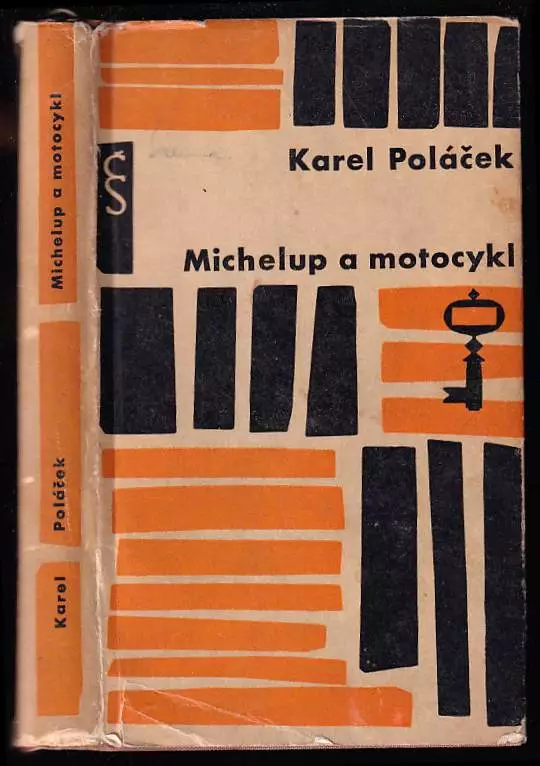 Karel Poláček
Michelup a motocykl
ČS
Karel Poláček Michelup a motocykl